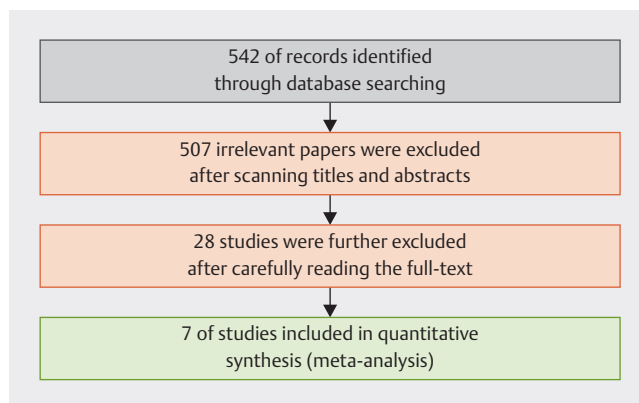 542 of records identified
through database searching
507 irrelevant papers were excluded
after scanning titles and abstracts
28 studies were further excluded
after carefully reading the full-text
7 of studies included in quantitative
synthesis (meta-analysis)